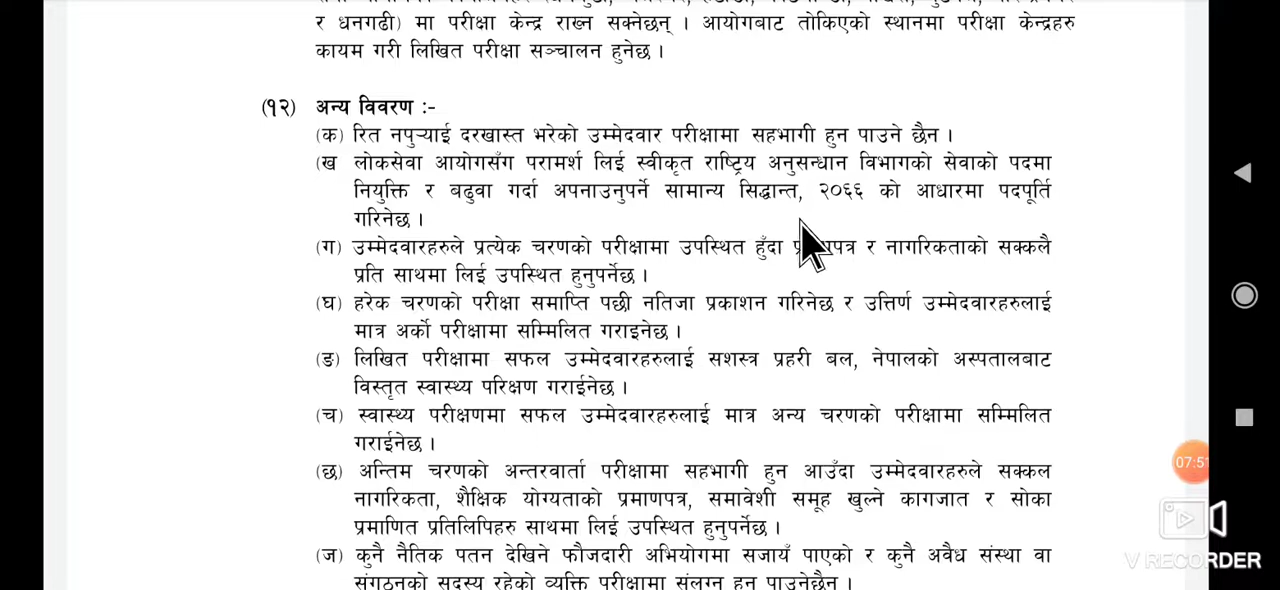 र धनगढी) मा परीक्षा केन्द्र राख्न सक्नेछन् । आयोगबाट तोकिएको स्थानमा परीक्षा केन्द्रहरु
कायम गरी लिखित परीक्षा सञ्चालन हुनेछ ।
(१२) अन्य विवरण :-
(क) रित नपुऱ्याई दरखास्त भरेको उम्मेदवार परीक्षामा सहभागी हुन पाउने छैन ।
(ख लोकसेवा आयोगसँग परामर्श लिई स्वीकृत राष्ट्रिय अनुसन्धान विभागको सेवाको पदमा
नियुक्ति र बढुवा गर्दा अपनाउनुपर्ने सामान्य सिद्धान्त, २०६६ को आधारमा पदपूर्ति
गरिनेछ ।
(ग) उम्मेदवारहरुले प्रत्येक चरणको परीक्षामा उपस्थित हुँदा र नागरिकताको सक्कलै
प्रति साथमा लिई उपस्थित हुनुपर्नेछ ।
(घ) हरेक चरणको परीक्षा समाप्ति पछी नतिजा प्रकाशन गरिनेछ र उत्तिर्ण उम्मेदवारहरुलाई
मात्र अर्को परीक्षामा सम्मिलित गराइनेछ ।
(ङ) लिखित परीक्षामा सफल उम्मेदवारहरुलाई सशस्त्र प्रहरी बल, नेपालको अस्पतालबाट
विस्तृत स्वास्थ्य परिक्षण गराईनेछ ।
(च) स्वास्थ्य परीक्षणमा सफल उम्मेदवारहरुलाई मात्र अन्य चरणको परीक्षामा सम्मिलित
गराईनेछ ।
(छ) अन्तिम चरणको अन्तरवार्ता परीक्षामा सहभागी हुन आउँदा उम्मेदवारहरुले सक्कल
नागरिकता, शैक्षिक योग्यताको प्रमाणपत्र, समावेशी समूह खुल्ने कागजात र सोका
प्रमाणित प्रतिलिपिहरु साथमा लिई उपस्थित हुनुपर्नेछ ।
(ज) कुनै नैतिक पतन देखिने फौजदारी अभियोगमा सजायँ पाएको र कुनै अवैध संस्था वा
संगठनको सदस्य रहेको व्यक्ति परीक्षामा संलग्न हुन पाउनेछैन ।
07:51
V RECORDER